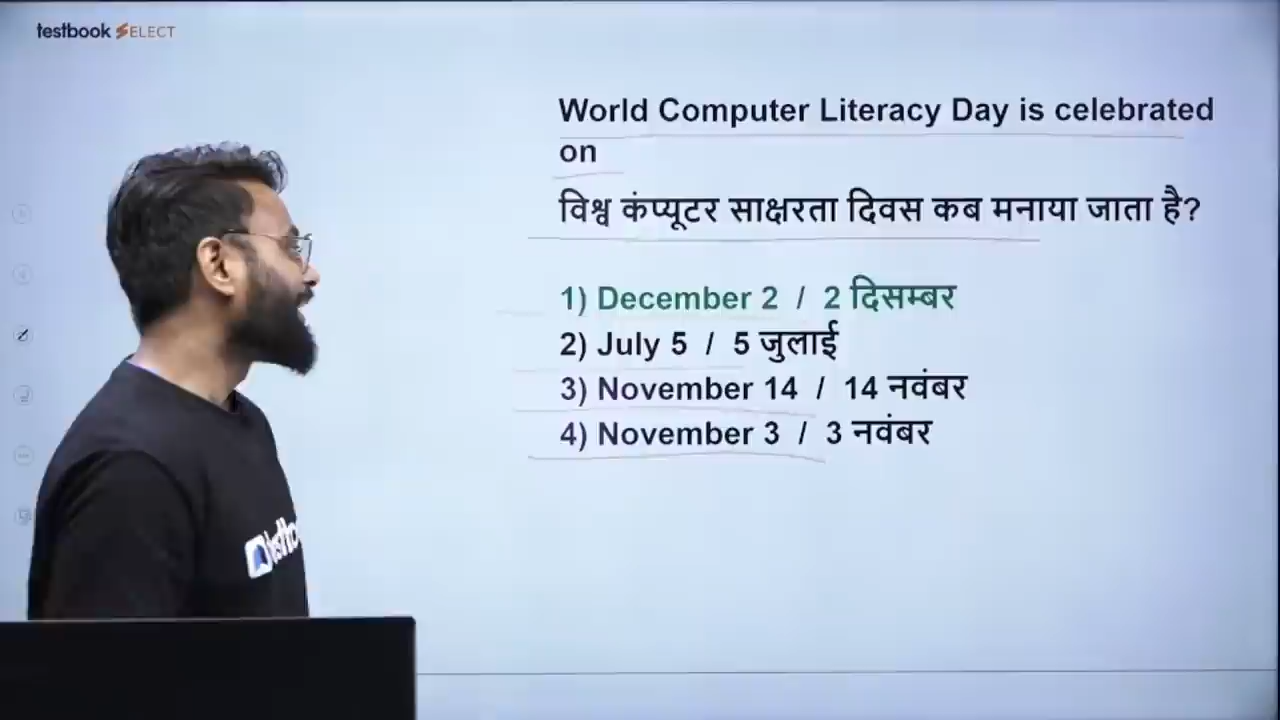 testbook SELECT
World Computer Literacy Day is celebrated
on
विश्व कंप्यूटर साक्षरता दिवस कब मनाया जाता है?
1) December 2 / 2 दिसम्बर
2) July 5 / 5 जुलाई
3) November 14 / 14 नवंबर
4) November 3 / 3 नवंबर